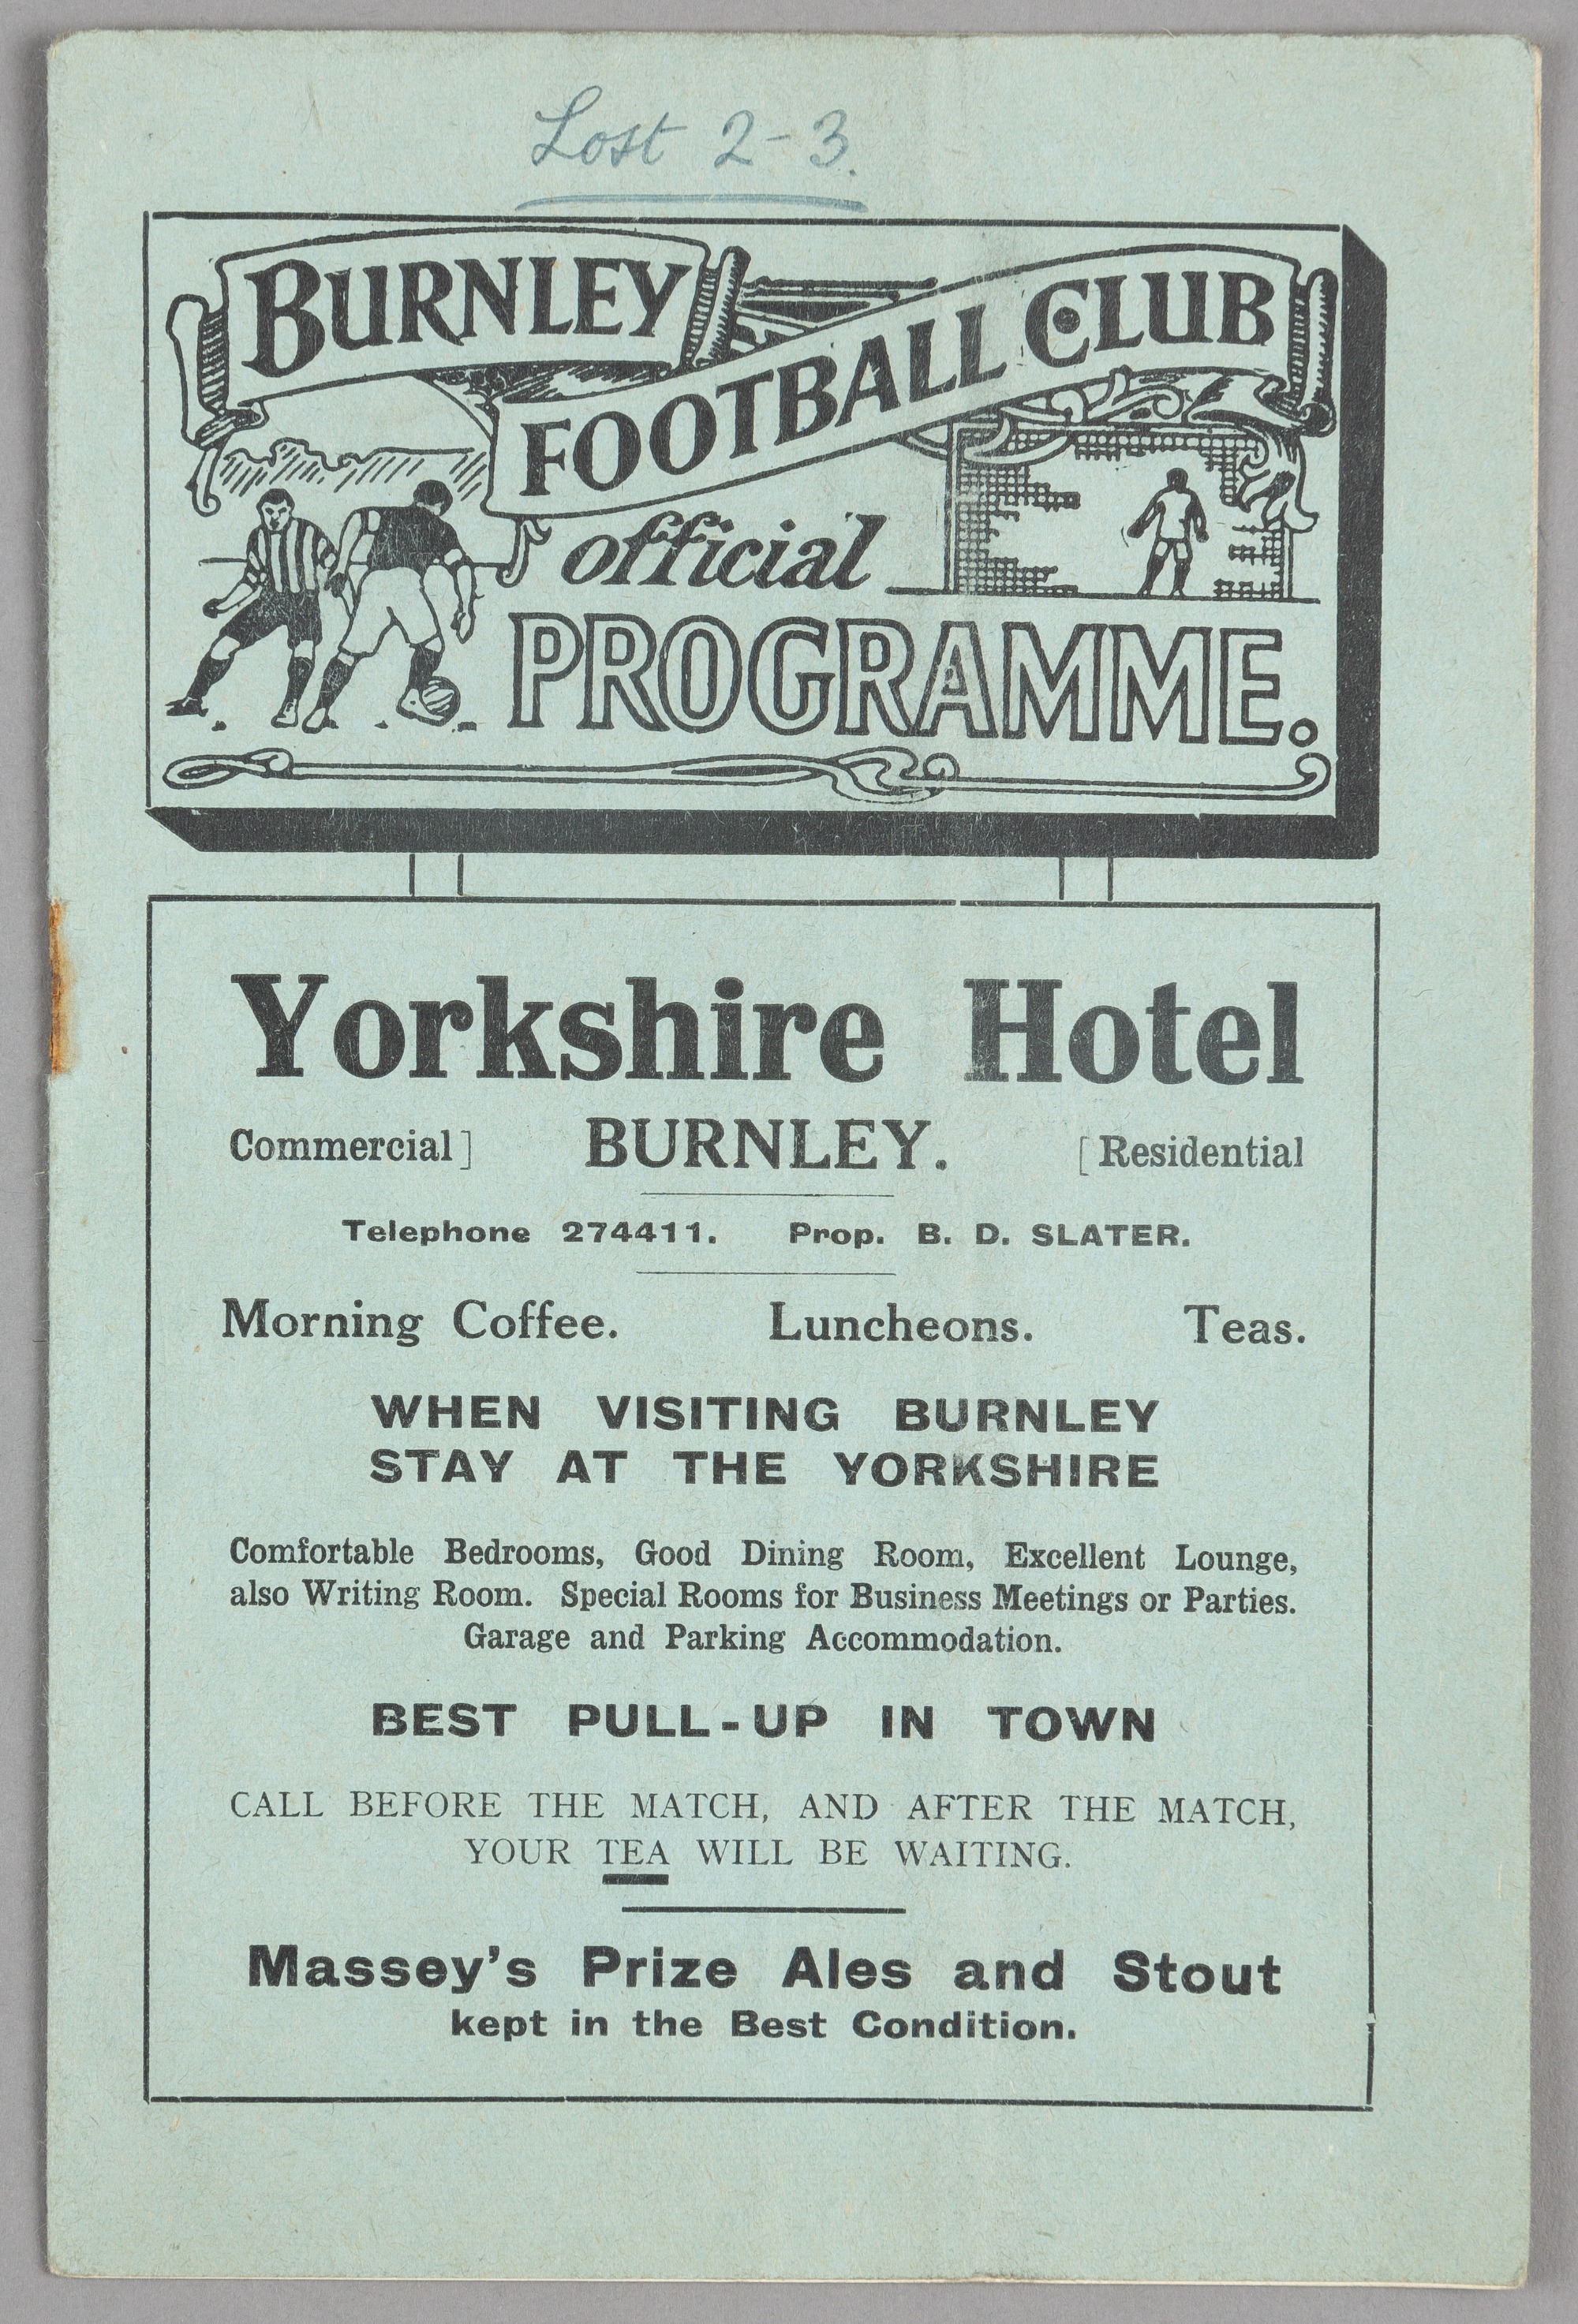 Lost 2-3.
BURNLEY
FOOTBALL CLUB
official
PROGRAMME.
Yorkshire Hotel
Commercial] BURNLEY. [Residential
Telephone 274411. Prop. B. D. SLATER.
Morning Coffee. Luncheons. Teas.
WHEN VISITING BURNLEY
STAY AT THE YORKSHIRE
Comfortable Bedrooms, Good Dining Room, Excellent Lounge,
also Writing Room. Special Rooms for Business Meetings or Parties.
Garage and Parking Accommodation.
BEST PULL-UP IN TOWN
CALL BEFORE THE MATCH, AND AFTER THE MATCH,
YOUR TEA WILL BE WAITING.
Massey's Prize Ales and Stout
kept in the Best Condition.